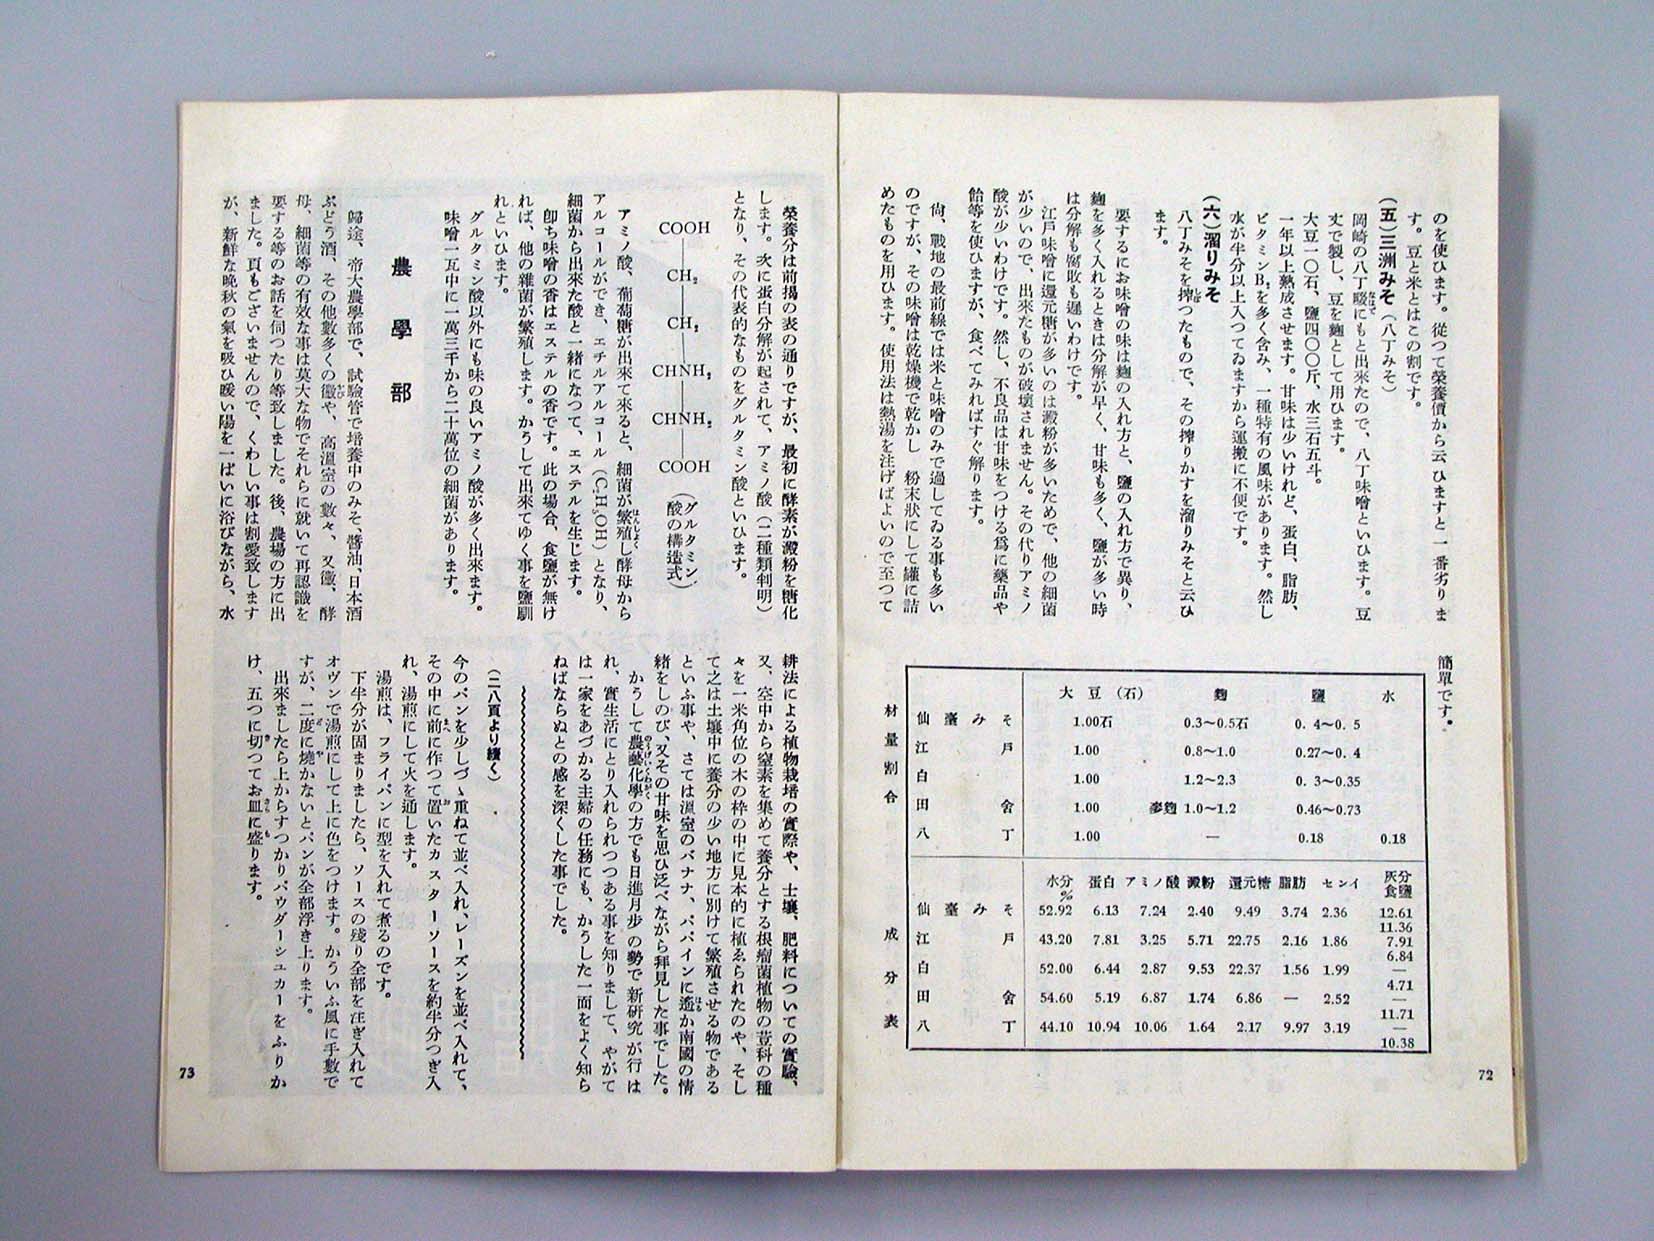 のを使ひます。從つて榮養價から云ひますと一番劣りま
す。豆と米とはこの割です。
(五)三洲みそ(八丁みそ)
岡崎の八丁畷にもと出來たので、八丁味噌といひます。豆
丈で製し、豆を麹として用ひます。
大豆一〇石、鹽四〇〇斤、水三石五斗。
一年以上熟成させます。甘味は少いけれど、蛋白、脂肪、
ビタミンB₂を多く含み、一種特有の風味があります。然し
水が半分以上入つてゐますから運搬に不便です。
(六)溜りみそ
八丁みそを搾つたもので、その搾りかすを溜りみそと云ひ
ます。
要するにお味噌の味は麹の入れ方と、鹽の入れ方で異り、
麹を多く入れるときは分解が早く、甘味も多く、鹽が多い時
は分解も腐敗も遲いわけです。
江戸味噌に還元糖が多いのは澱粉が多いためで、他の細菌
が少いので、出來たものが破壊されません。その代りアミノ
酸が少いわけです。然し、不良品は甘味をつける爲に藥品や
飴等を使ひますが、食べてみればすぐ解ります。
尚、戰地の最前線では米と味噌のみで過してゐる事も多い
のですが、その味噌は乾燥機で乾かし粉末狀にして罐に詰
めたものを用ひます。使用法は熱湯を注げばよいので至つて
簡單です。
材量割合
大豆(石) 麹 鹽 水
仙臺みそ 1.00石 0.3〜0.5石 0.4〜0.5
江戸 1.00 0.8〜1.0 0.27〜0.4
白 1.00 1.2〜2.3 0.3〜0.35
田舍 1.00 麥麹 1.0〜1.2 0.46〜0.73
八丁 1.00 — 0.18 0.18
成分表
水分% 蛋白 アミノ酸 澱粉 還元糖 脂肪 センイ 灰分 食鹽
仙臺みそ 52.92 6.13 7.24 2.40 9.49 3.74 2.36 12.61 11.36
江戸 43.20 7.81 3.25 5.71 22.75 2.16 1.86 7.91 6.84
白 52.00 6.44 2.87 9.53 22.37 1.56 1.99 — 4.71
田舍 54.60 5.19 6.87 1.74 6.86 — 2.52 — 11.71
八丁 44.10 10.94 10.06 1.64 2.17 9.97 3.19 — 10.38
72
榮養分は前揭の表の通りですが、最初に酵素が澱粉を糖化
します。次に蛋白分解が起されて、アミノ酸(二二種類判明)
となり、その代表的なものをグルタミン酸といひます。
COOH
CH₂
CH₂
CHNH₂
CHNH₂
COOH
(グルタミン
酸の構造式)
アミノ酸、葡萄糖が出來て來ると、細菌が繁殖し酵母から
アルコールができ、エチルアルコール(C₂H₅OH)となり、
細菌から出來た酸と一緒になつて、エステルを生じます。
卽ち味噌の香はエステルの香です。此の場合、食鹽が無け
れば、他の雜菌が繁殖します。かうして出來てゆく事を鹽馴
れといひます。
グルタミン酸以外にも味の良いアミノ酸が多く出來ます。
味噌一瓦中に一萬三千から二十萬位の細菌があります。
農學部
歸途、帝大農學部で、試驗管で培養中のみそ、醬油、日本酒
ぶどう酒、その他數多くの黴や、高溫室の數々、又黴、酵
母、細菌等の有效な事は莫大な物でそれらに就いて再認識を
要する等のお話を伺つたり等致しました。後、農場の方に出
ました。頁もございませんので、くわしい事は割愛致します
が、新鮮な晩秋の氣を吸ひ暖い陽を一ぱいに浴びながら、水
耕法による植物栽培の實際や、土壤、肥料についての實驗、
又、空中から窒素を集めて養分とする根瘤菌植物の荳科の種
々を一米角位の木の枠の中に見本的に植ゑられたのや、そし
て之は土壤中に養分の少い地方に別けて繁殖させる物である
といふ事や、さては溫室のバナナ、パパインに遙か南國の情
緖をしのび、又その甘味を思ひ泛べながら拜見した事でした。
かうして農藝化學の方でも日進月步の勢で新研究が行は
れ、實生活にとり入れられつつある事を知りまして、やがて
は一家をあづかる主婦の任務にも、かうした一面をよく知ら
ねばならぬとの感を深くした事でした。
(二八頁より續く)
今のパンを少しづゝ重ねて並べ入れ、レーズンを並べ入れて、
その中に前に作つて置いたカスターソースを約半分つぎ入
れ、湯煎にして火を通します。
湯煎は、フライパンに型を入れて煮るのです。
下半分が固まりましたら、ソースの殘り全部を注ぎ入れて
オヴンで湯煎にして上に色をつけます。かういふ風に手數で
すが、二度に燒かないとパンが全部浮き上ります。
出來ましたら上からすつかりパウダーシュカーをふりか
け、五つに切つてお皿に盛ります。
73